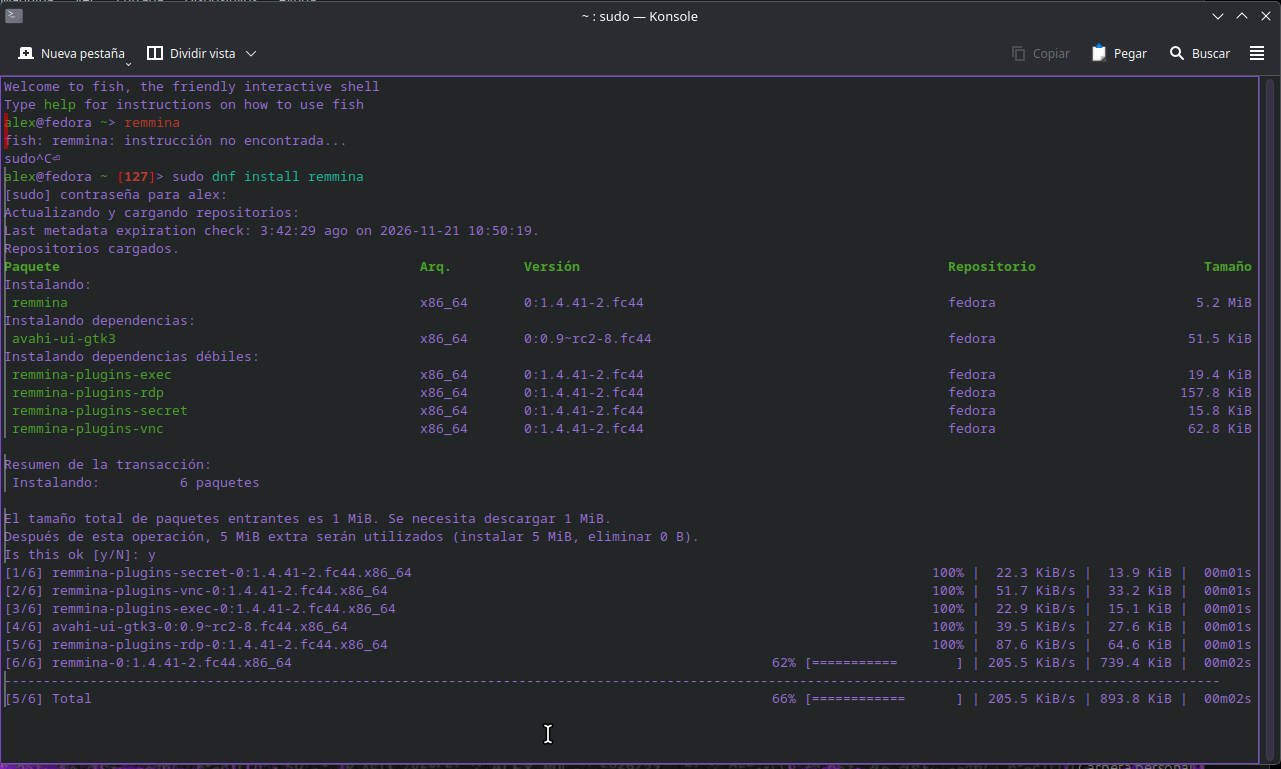 ~ : sudo — Konsole
Nueva pestaña Dividir vista Copiar Pegar Buscar
Welcome to fish, the friendly interactive shell
Type help for instructions on how to use fish
alex@fedora ~> remmina
fish: remmina: instrucción no encontrada...
sudo^C⏎
alex@fedora ~ [127]> sudo dnf install remmina
[sudo] contraseña para alex:
Actualizando y cargando repositorios:
Last metadata expiration check: 3:42:29 ago on 2026-11-21 10:50:19.
Repositorios cargados.
Paquete Arq. Versión Repositorio Tamaño
Instalando:
remmina x86_64 0:1.4.41-2.fc44 fedora 5.2 MiB
Instalando dependencias:
avahi-ui-gtk3 x86_64 0:0.9~rc2-8.fc44 fedora 51.5 KiB
Instalando dependencias débiles:
remmina-plugins-exec x86_64 0:1.4.41-2.fc44 fedora 19.4 KiB
remmina-plugins-rdp x86_64 0:1.4.41-2.fc44 fedora 157.8 KiB
remmina-plugins-secret x86_64 0:1.4.41-2.fc44 fedora 15.8 KiB
remmina-plugins-vnc x86_64 0:1.4.41-2.fc44 fedora 62.8 KiB
Resumen de la transacción:
Instalando: 6 paquetes
El tamaño total de paquetes entrantes es 1 MiB. Se necesita descargar 1 MiB.
Después de esta operación, 5 MiB extra serán utilizados (instalar 5 MiB, eliminar 0 B).
Is this ok [y/N]: y
[1/6] remmina-plugins-secret-0:1.4.41-2.fc44.x86_64 100% | 22.3 KiB/s | 13.9 KiB | 00m01s
[2/6] remmina-plugins-vnc-0:1.4.41-2.fc44.x86_64 100% | 51.7 KiB/s | 33.2 KiB | 00m01s
[3/6] remmina-plugins-exec-0:1.4.41-2.fc44.x86_64 100% | 22.9 KiB/s | 15.1 KiB | 00m01s
[4/6] avahi-ui-gtk3-0:0.9~rc2-8.fc44.x86_64 100% | 39.5 KiB/s | 27.6 KiB | 00m01s
[5/6] remmina-plugins-rdp-0:1.4.41-2.fc44.x86_64 100% | 87.6 KiB/s | 64.6 KiB | 00m01s
[6/6] remmina-0:1.4.41-2.fc44.x86_64 62% [=========== ] | 205.5 KiB/s | 739.4 KiB | 00m02s
--------------------------------------------------------------------------------
[5/6] Total 66% [============ ] | 205.5 KiB/s | 893.8 KiB | 00m02s